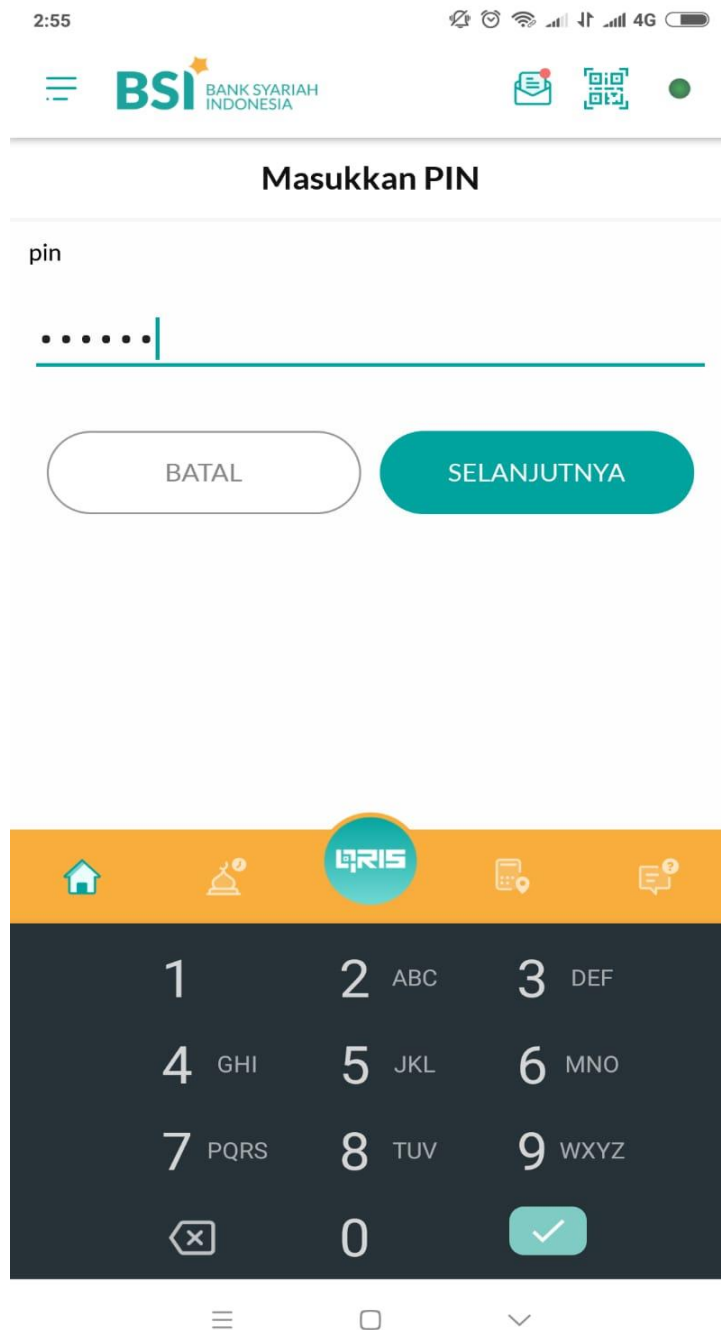 2:55
4G
BSI BANK SYARIAH
INDONESIA
Masukkan PIN
pin
••••••
BATAL
SELANJUTNYA
QRIS
1
2 ABC
3 DEF
4 GHI
5 JKL
6 MNO
7 PQRS
8 TUV
9 WXYZ
0